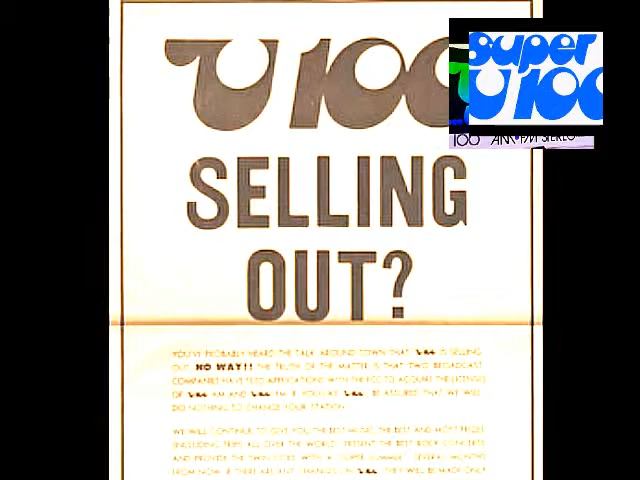 U100
SELLING
OUT?
super
U100
100 AM•FM STEREO
YOU'VE PROBABLY HEARD THE TALK AROUND TOWN THAT U100 IS SELLING
OUT. NO WAY!! THE TRUTH OF THE MATTER IS THAT TWO BROADCAST
COMPANIES HAVE FILED APPLICATIONS WITH THE FCC TO ACQUIRE THE LICENSES
OF U100 AM AND U100 FM. IF YOU LIKE U100, BE ASSURED THAT WE WILL
DO NOTHING TO CHANGE YOUR STATION.
WE WILL CONTINUE TO GIVE YOU THE BEST MUSIC, THE BEST AND MOST PRIZES
(INCLUDING TRIPS ALL OVER THE WORLD), PRESENT THE BEST ROCK CONCERTS
AND PROVIDE THE TWIN CITIES WITH A "SUPER SUMMER". SEVERAL MONTHS
FROM NOW, IF THERE ARE ANY CHANGES IN U100, THEY WILL BE MADE ONLY